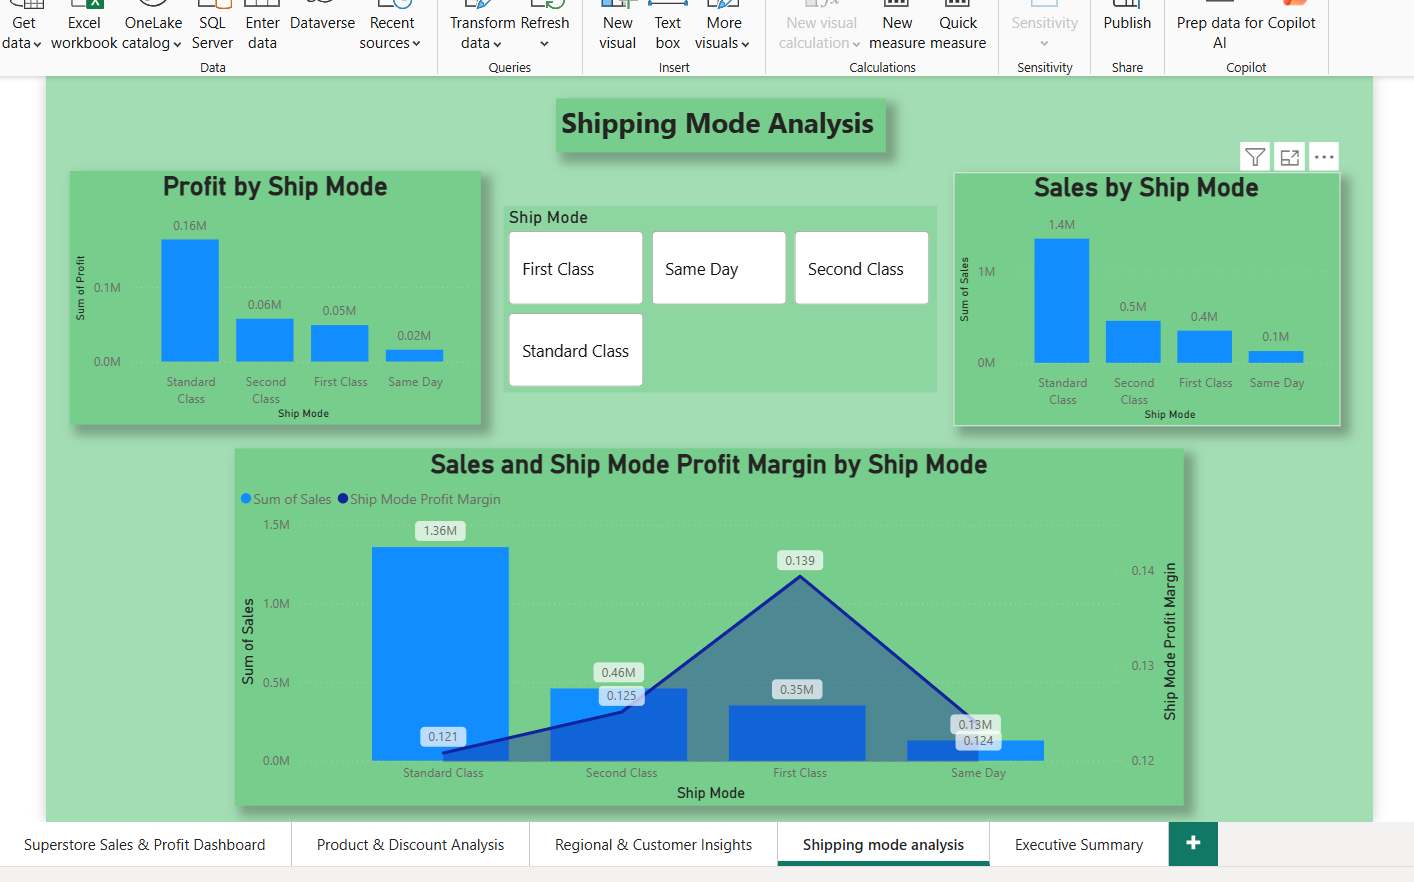 Get data
Excel workbook
OneLake catalog
SQL Server
Enter data
Dataverse
Recent sources
Transform data
Refresh
New visual
Text box
More visuals
New visual calculation
New measure
Quick measure
Sensitivity
Publish
Prep data for AI
Copilot
Data
Queries
Insert
Calculations
Sensitivity
Share
Copilot
Shipping Mode Analysis
Profit by Ship Mode
Sum of Profit
0.1M
0.0M
0.16M
0.06M
0.05M
0.02M
Standard Class
Second Class
First Class
Same Day
Ship Mode
Ship Mode
First Class
Same Day
Second Class
Standard Class
Sales by Ship Mode
Sum of Sales
1M
0M
1.4M
0.5M
0.4M
0.1M
Standard Class
Second Class
First Class
Same Day
Ship Mode
Sales and Ship Mode Profit Margin by Ship Mode
Sum of Sales
Ship Mode Profit Margin
Sum of Sales
1.5M
1.0M
0.5M
0.0M
1.36M
0.46M
0.35M
0.13M
0.121
0.125
0.139
0.124
0.14
0.13
0.12
Ship Mode Profit Margin
Standard Class
Second Class
First Class
Same Day
Ship Mode
Superstore Sales & Profit Dashboard
Product & Discount Analysis
Regional & Customer Insights
Shipping mode analysis
Executive Summary